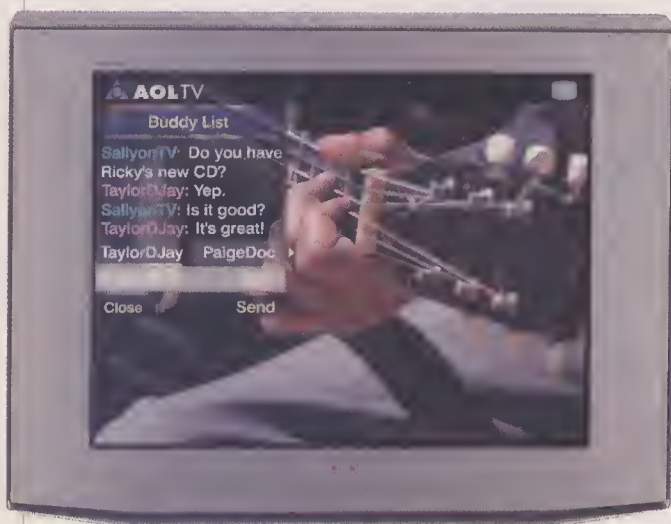 AOLTV
Buddy List
SallyonTV: Do you have
Ricky's new CD?
TaylorDJay: Yep.
SallyonTV: Is it good?
TaylorDJay: It's great!
TaylorDJay PaigeDoc
Close Send